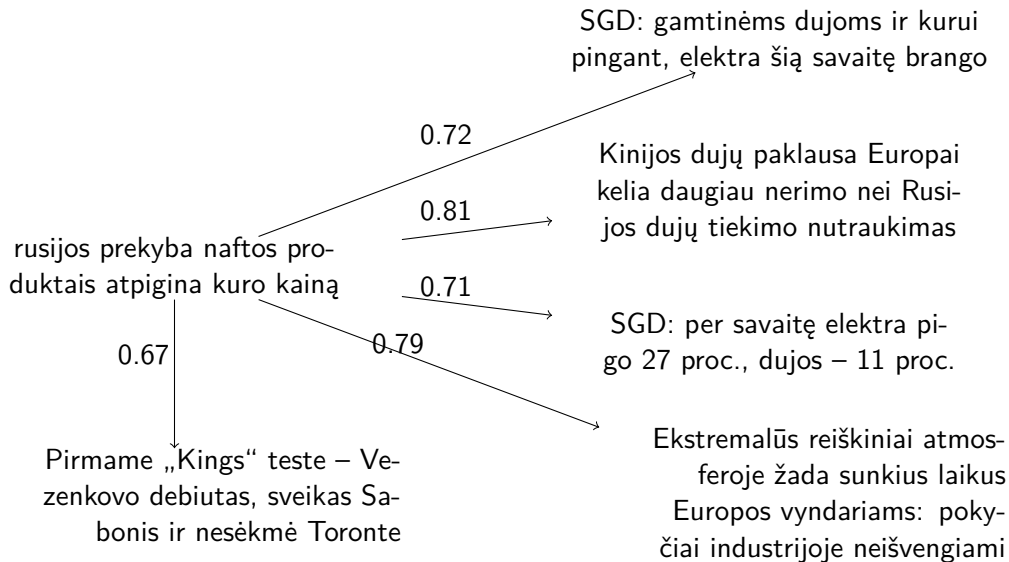 SGD: gamtinėms dujoms ir kurui
pingant, elektra šią savaitę brango
0.72
Kinijos dujų paklausa Europai
kelia daugiau nerimo nei Rusi-
jos dujų tiekimo nutraukimas
0.81
rusijos prekyba naftos pro-
duktais atpigina kuro kainą
0.71
SGD: per savaitę elektra pi-
go 27 proc., dujos – 11 proc.
0.79
0.67
Ekstremalūs reiškiniai atmos-
feroje žada sunkius laikus
Europos vyndariams: poky-
čiai industrijoje neišvengiami
Pirmame „Kings“ teste – Ve-
zenkovo debiutas, sveikas Sa-
bonis ir nesėkmė Toronte